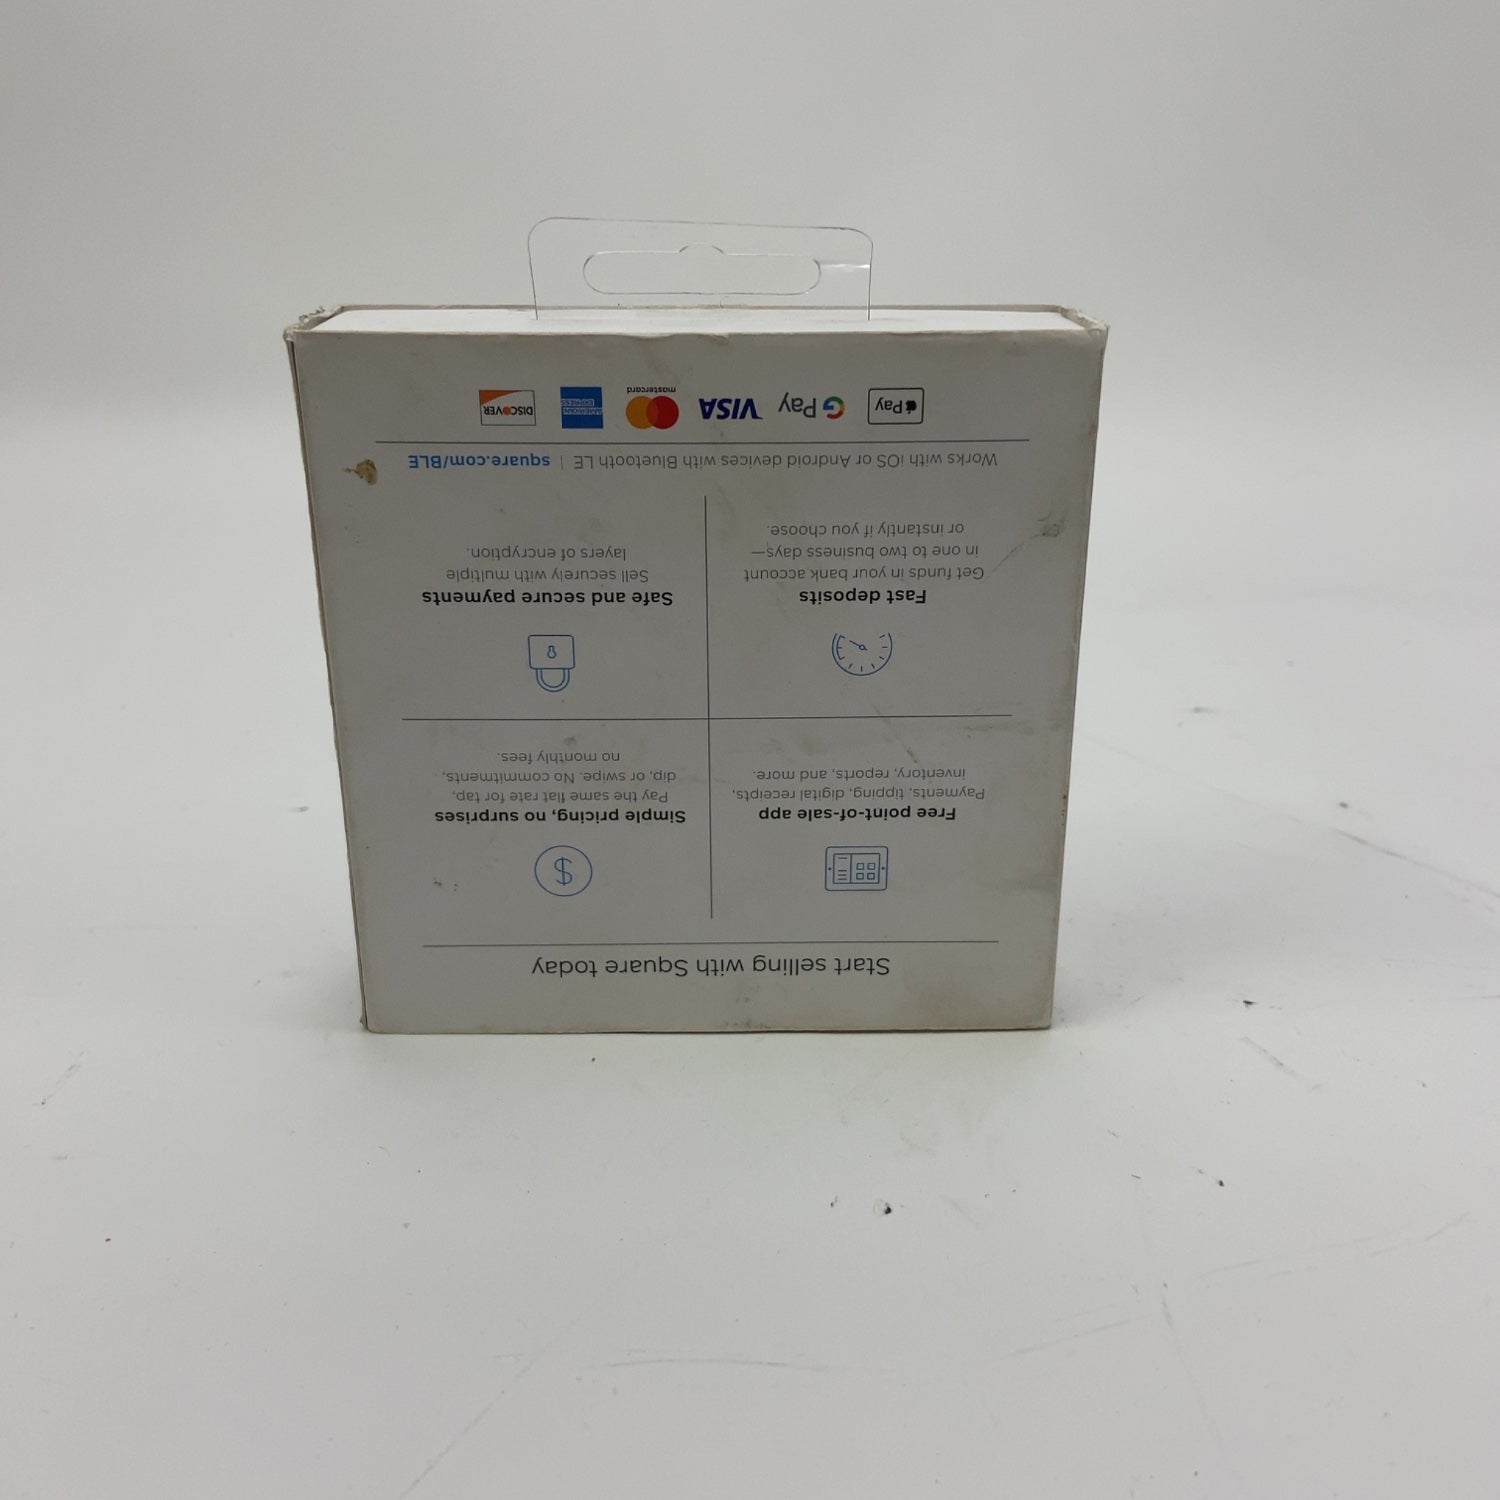 Start selling with Square today
Free point-of-sale app
Payments, tipping, digital receipts,
inventory, reports, and more.
Simple pricing, no surprises
Pay the same flat rate for tap,
dip, or swipe. No commitments,
no monthly fees.
Fast deposits
Get funds in your bank account
in one to two business days—
or instantly if you choose.
Safe and secure payments
Sell securely with multiple
layers of encryption.
Works with iOS or Android devices with Bluetooth LE | square.com/BLE
Pay G Pay VISA mastercard AMERICAN EXPRESS DISCOVER